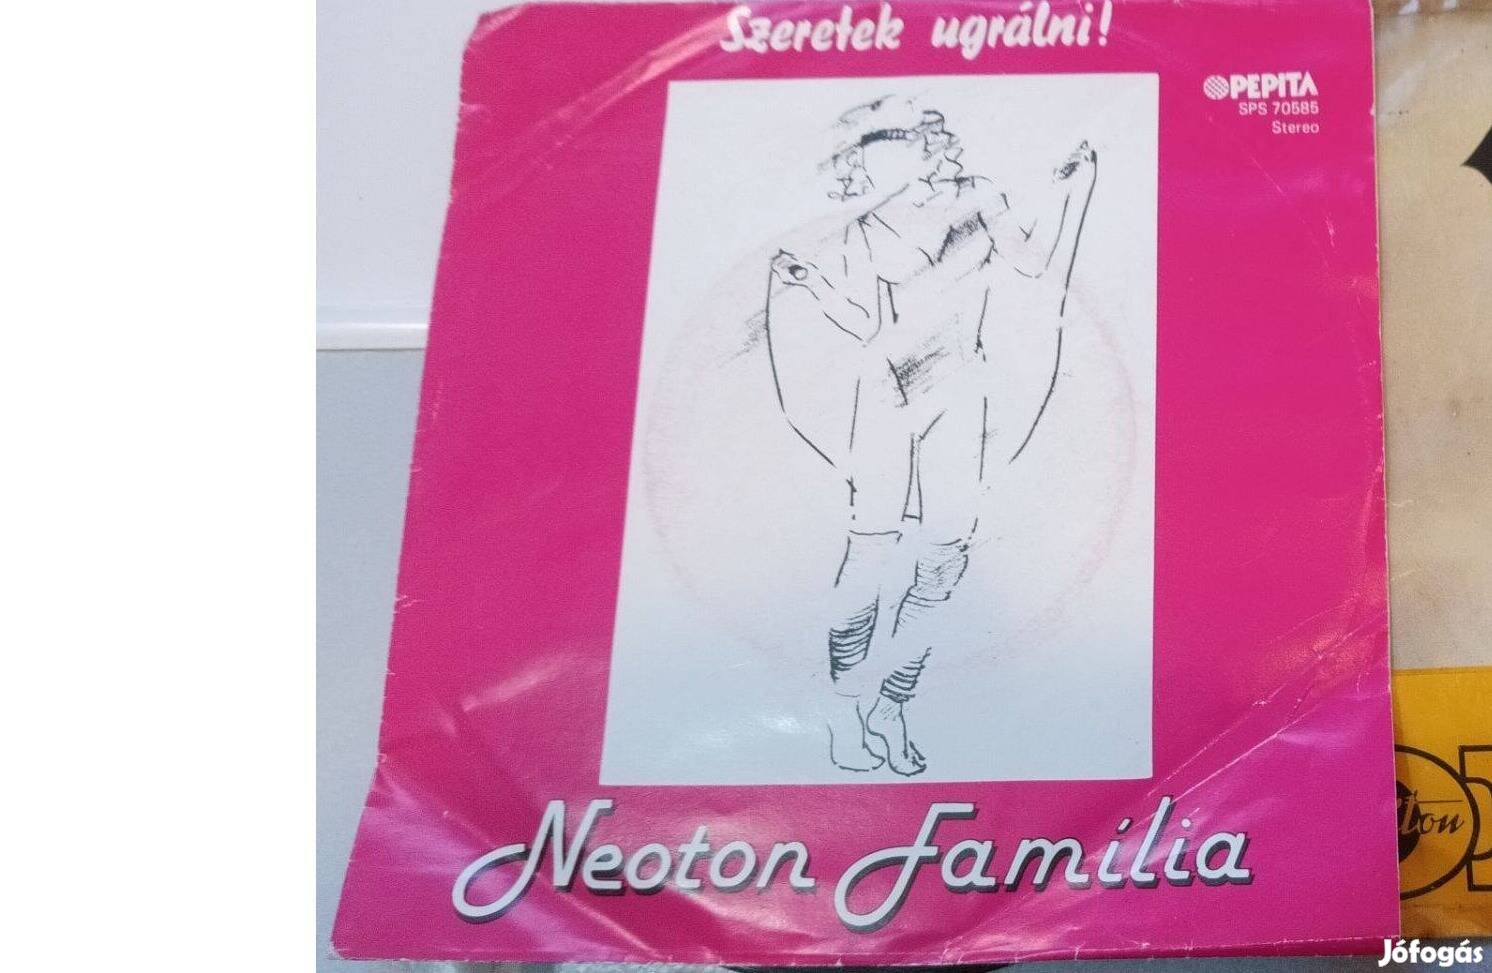 Szeretek ugrálni!
PEPITA
SPS 70585
Stereo
Neoton Família
Jófogás